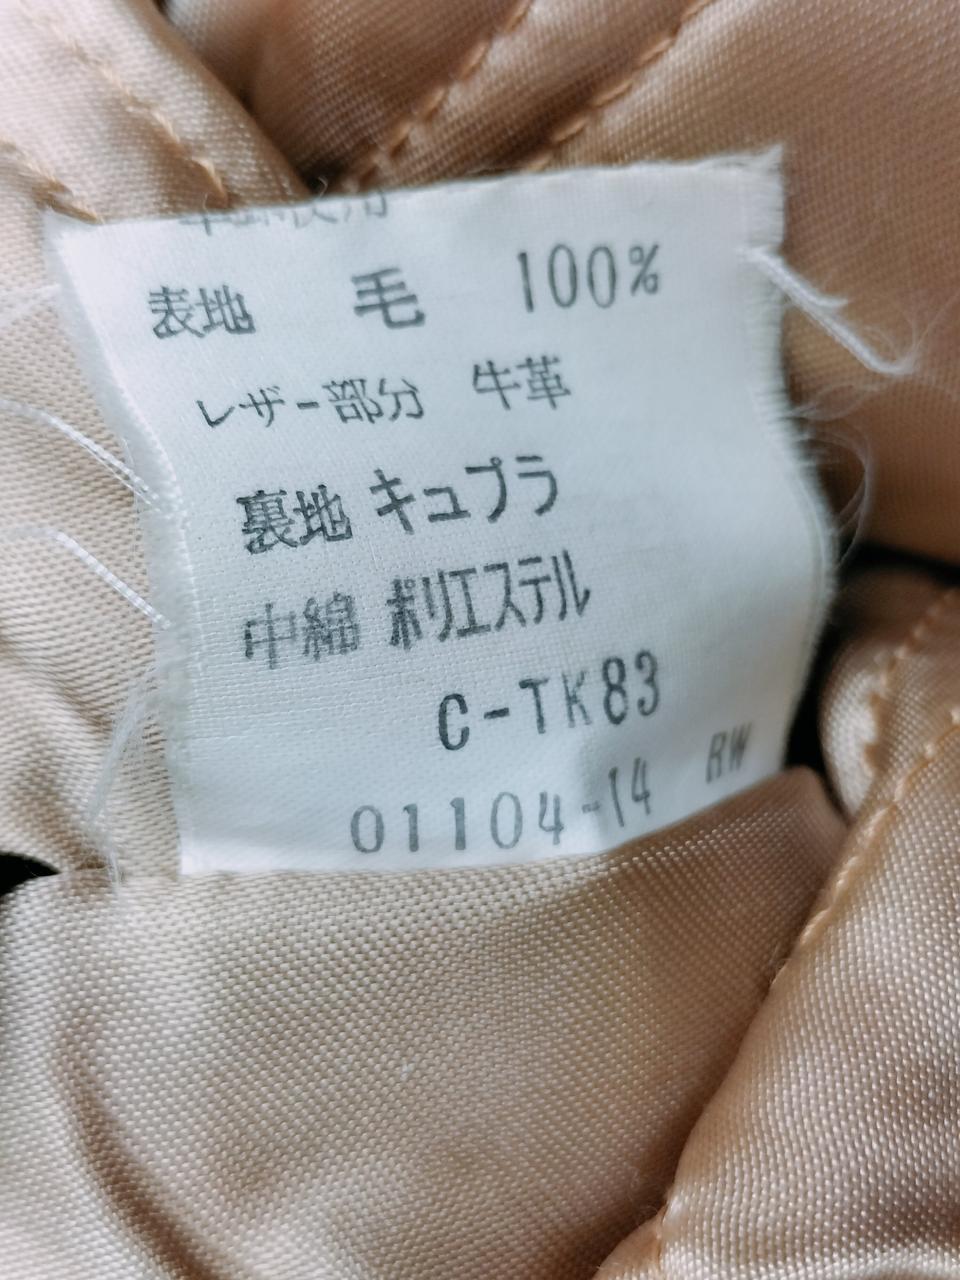 表地 毛 100%
レザー部分 牛革
裏地 キュプラ
中綿 ポリエステル
C-TK83
01104-14 RW